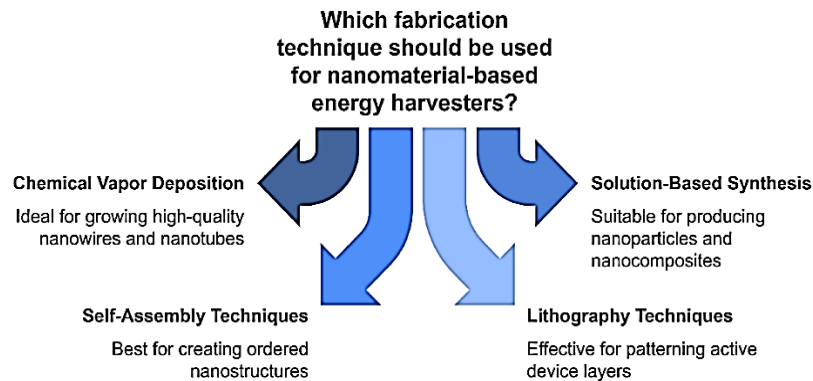 Which fabrication
technique should be used
for nanomaterial-based
energy harvesters?
Chemical Vapor Deposition
Ideal for growing high-quality
nanowires and nanotubes
Solution-Based Synthesis
Suitable for producing
nanoparticles and
nanocomposites
Self-Assembly Techniques
Best for creating ordered
nanostructures
Lithography Techniques
Effective for patterning active
device layers